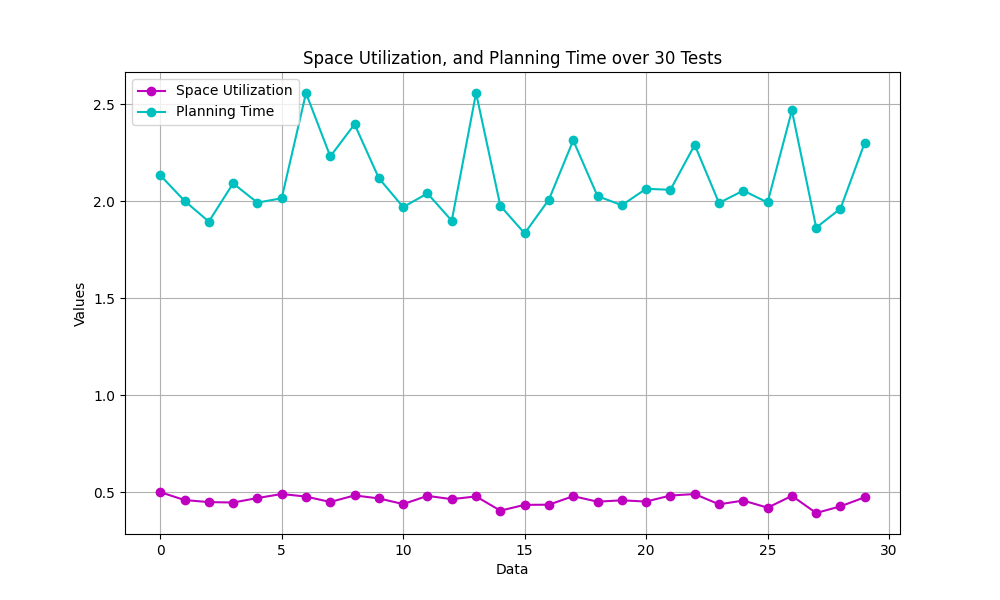 Space Utilization, and Planning Time over 30 Tests
Space Utilization
Planning Time
2.5
2.0
1.5
1.0
0.5
Values
0 5 10 15 20 25 30
Data